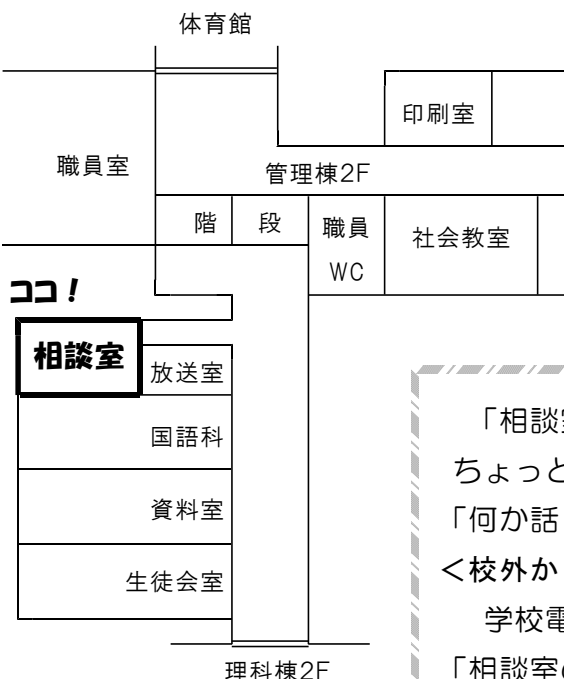 体育館
印刷室
職員室
管理棟2F
階 段
職員
WC
社会教室
ココ!
相談室
放送室
国語科
資料室
生徒会室
理科棟2F
「相談
ちょっと
「何か話
<校外か
学校電
「相談室